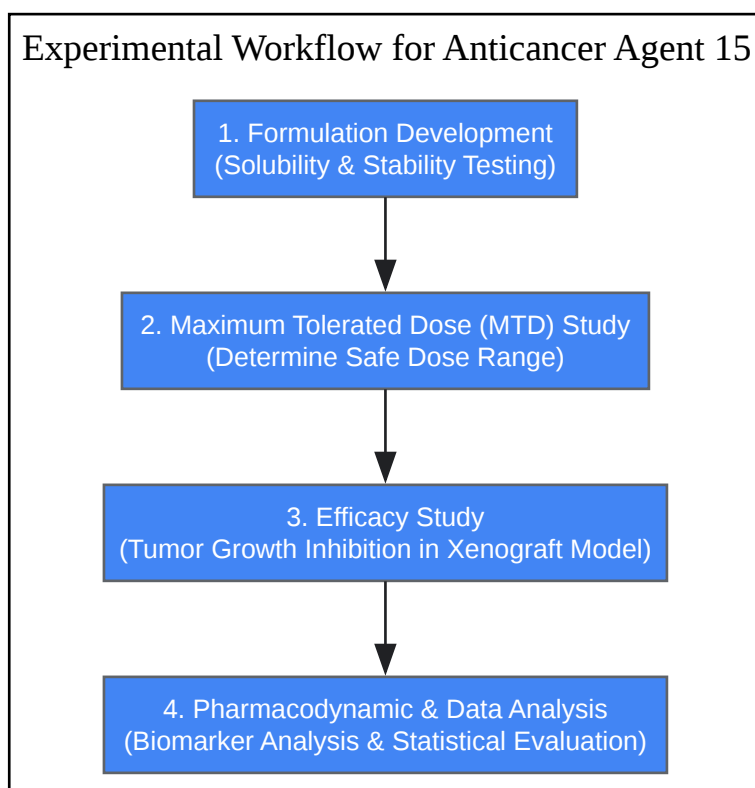 Experimental Workflow for Anticancer Agent 15
1. Formulation Development
(Solubility & Stability Testing)
2. Maximum Tolerated Dose (MTD) Study
(Determine Safe Dose Range)
3. Efficacy Study
(Tumor Growth Inhibition in Xenograft Model)
4. Pharmacodynamic & Data Analysis
(Biomarker Analysis & Statistical Evaluation)